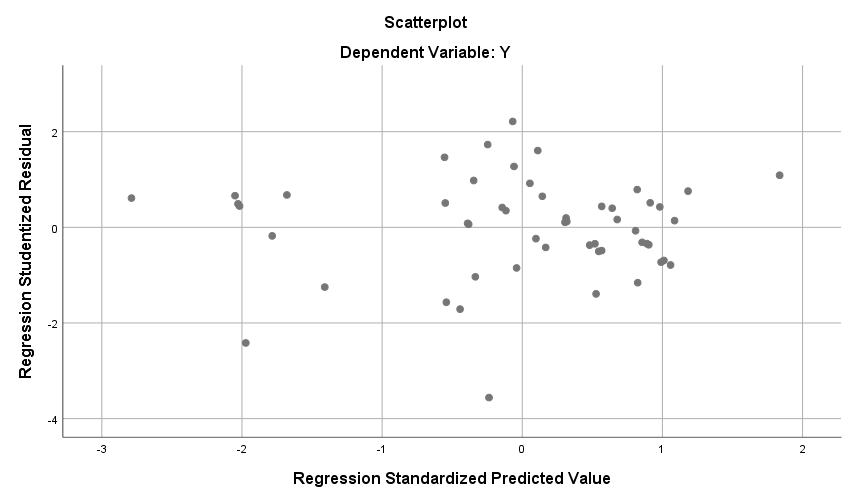 Scatterplot
Dependent Variable: Y
Regression Studentized Residual
2
0
-2
-4
-3
-2
-1
0
1
2
Regression Standardized Predicted Value